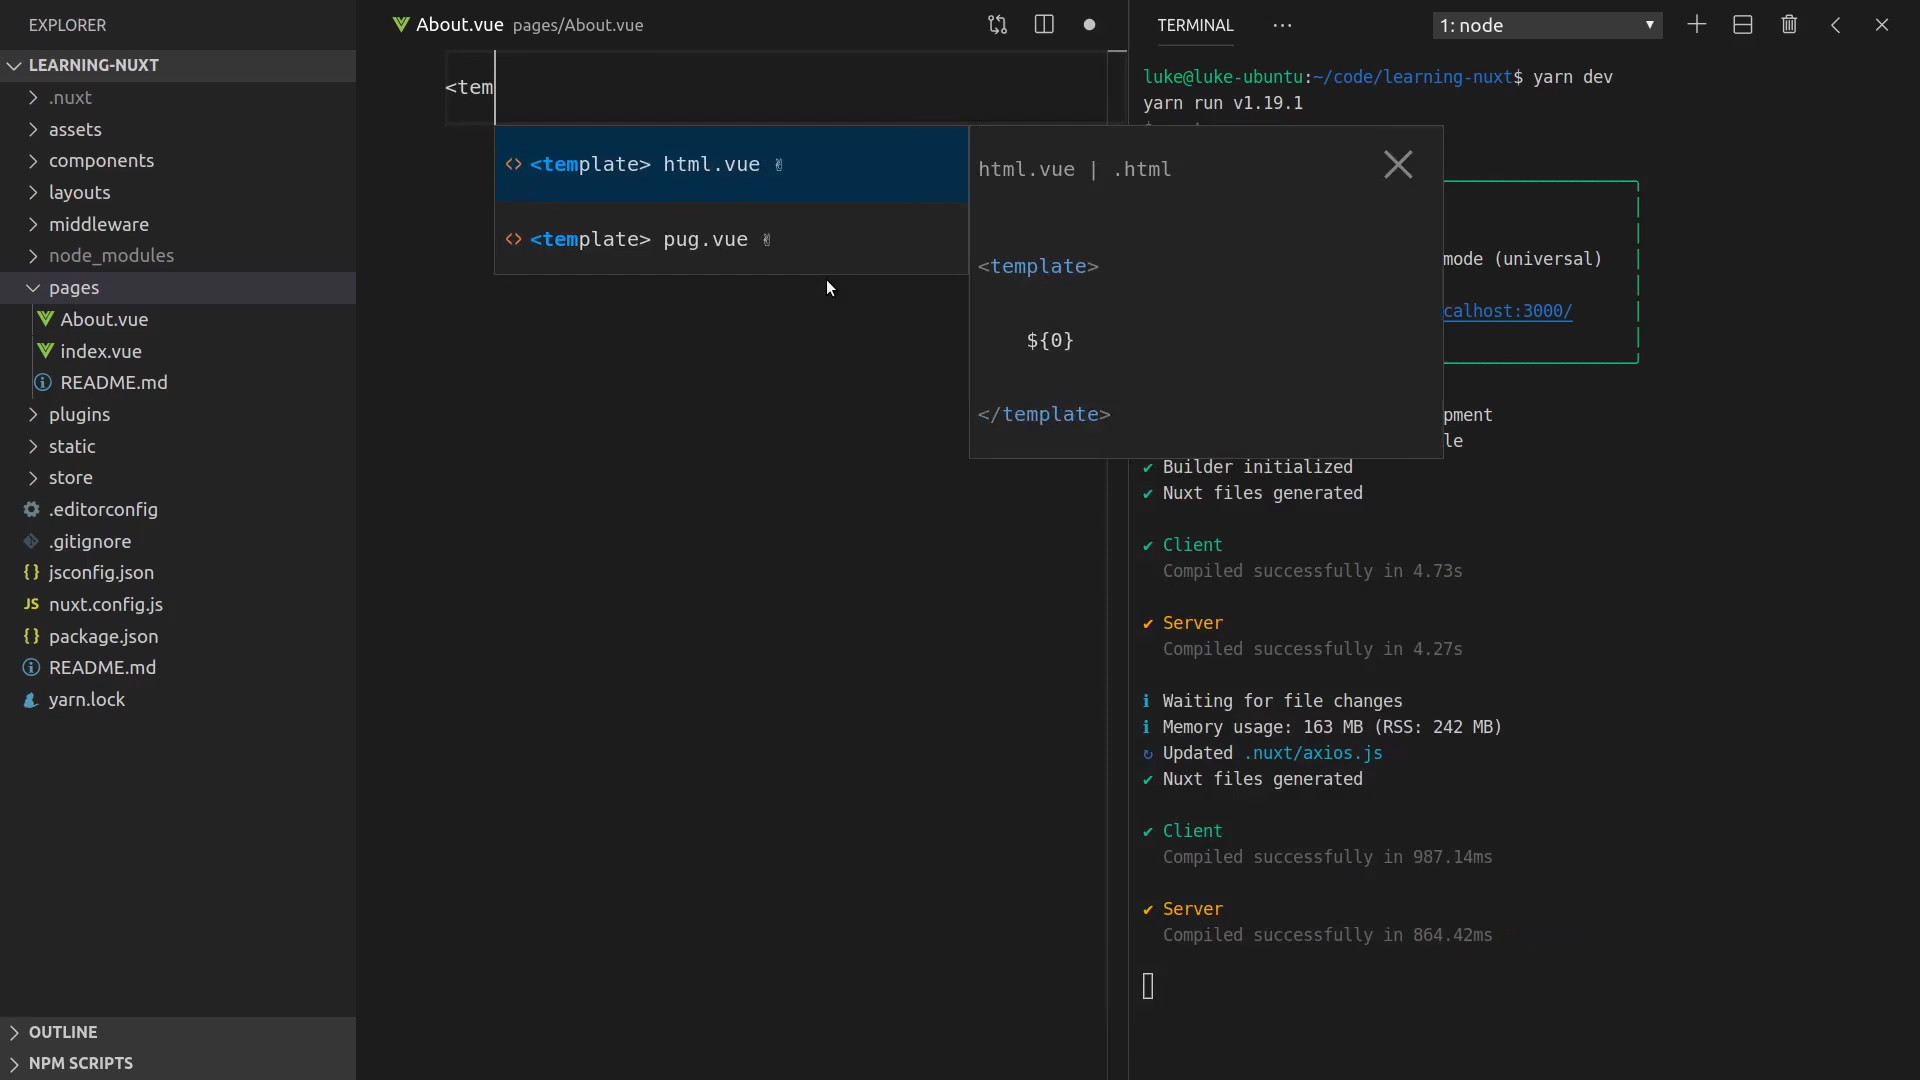 EXPLORER
LEARNING-NUXT
.nuxt
assets
components
layouts
middleware
node_modules
pages
About.vue
index.vue
README.md
plugins
static
store
.editorconfig
.gitignore
{ } jsconfig.json
JS nuxt.config.js
{ } package.json
README.md
yarn.lock
OUTLINE
NPM SCRIPTS
About.vue pages/About.vue
<tem
<> <template> html.vue ✌
<> <template> pug.vue ✌
html.vue | .html
<template>
${0}
</template>
TERMINAL ···
1: node
luke@luke-ubuntu:~/code/learning-nuxt$ yarn dev
yarn run v1.19.1
mode (universal)
calhost:3000/
pment
le
✔ Builder initialized
✔ Nuxt files generated
✔ Client
Compiled successfully in 4.73s
✔ Server
Compiled successfully in 4.27s
ℹ Waiting for file changes
ℹ Memory usage: 163 MB (RSS: 242 MB)
↻ Updated .nuxt/axios.js
✔ Nuxt files generated
✔ Client
Compiled successfully in 987.14ms
✔ Server
Compiled successfully in 864.42ms